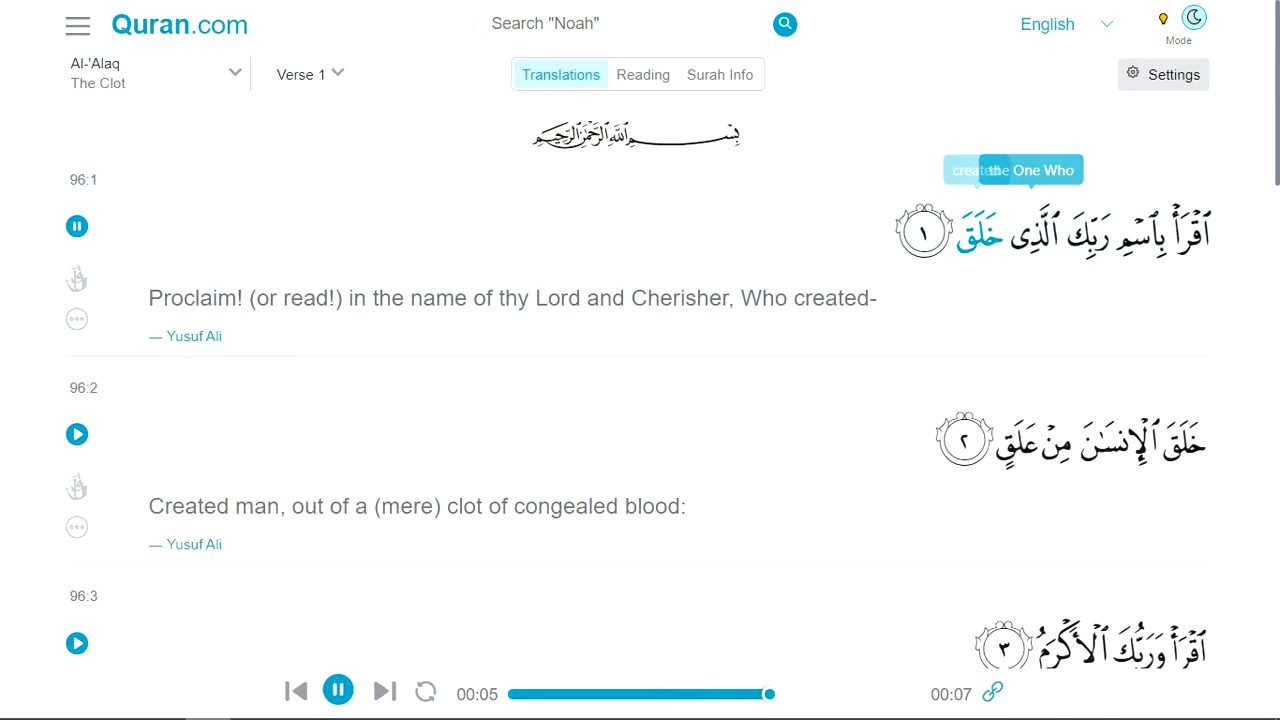 Quran.com
Search "Noah"
English
Mode
Al-'Alaq
The Clot
Verse 1
Translations
Reading
Surah Info
Settings
بِسْمِ ٱللَّهِ ٱلرَّحْمَٰنِ ٱلرَّحِيمِ
96:1
created
the One Who
ٱقْرَأْ بِٱسْمِ رَبِّكَ ٱلَّذِى خَلَقَ ١
Proclaim! (or read!) in the name of thy Lord and Cherisher, Who created-
— Yusuf Ali
96:2
خَلَقَ ٱلْإِنسَـٰنَ مِنْ عَلَقٍ ٢
Created man, out of a (mere) clot of congealed blood:
— Yusuf Ali
96:3
ٱقْرَأْ وَرَبُّكَ ٱلْأَكْرَمُ ٣
00:05
00:07